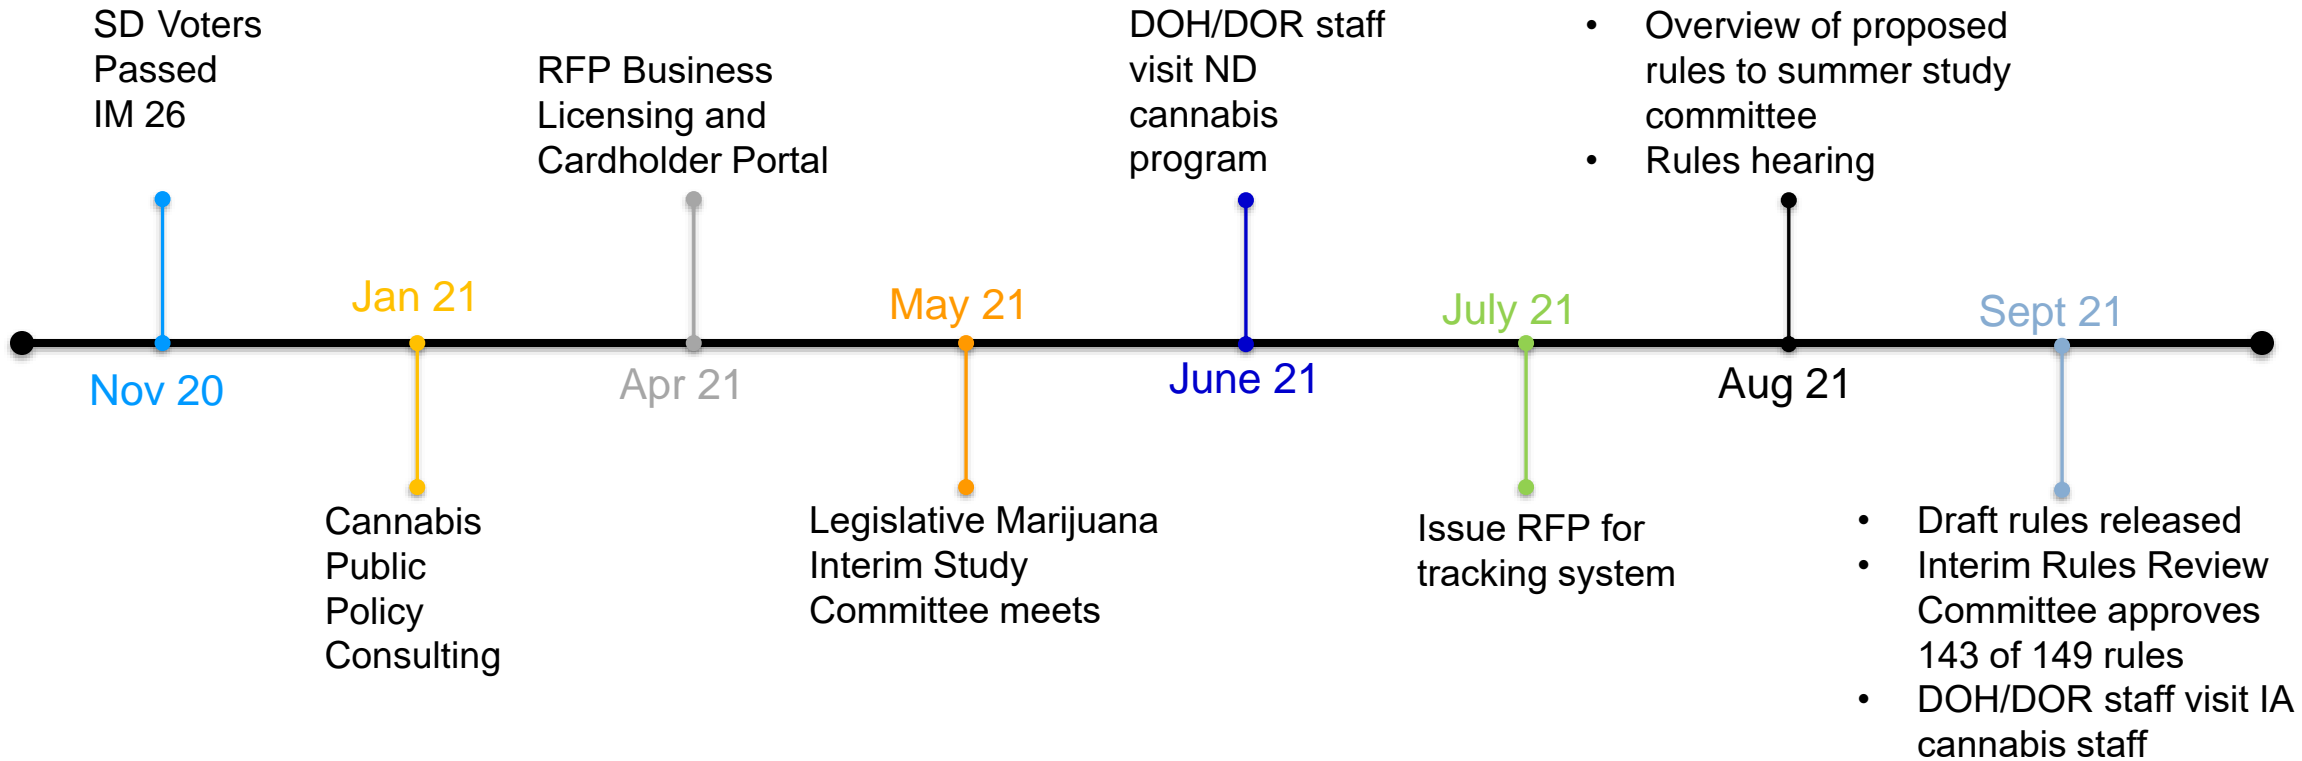 SD Voters
Passed
IM 26
Nov 20
Jan 21
Cannabis
Public
Policy
Consulting
RFP Business
Licensing and
Cardholder Portal
Apr 21
May 21
Legislative Marijuana
Interim Study
Committee meets
DOH/DOR staff
visit ND
cannabis
program
June 21
July 21
Issue RFP for
tracking system
• Overview of proposed
rules to summer study
committee
• Rules hearing
Aug 21
Sept 21
• Draft rules released
• Interim Rules Review
Committee approves
143 of 149 rules
• DOH/DOR staff visit IA
cannabis staff